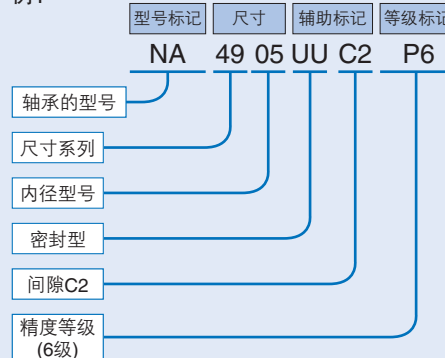 型号标记 尺寸 辅助标记 等级标记
NA 49 05 UU C2 P6
轴承的型号
尺寸系列
内径型号
密封型
间隙C2
精度等级
(6级)